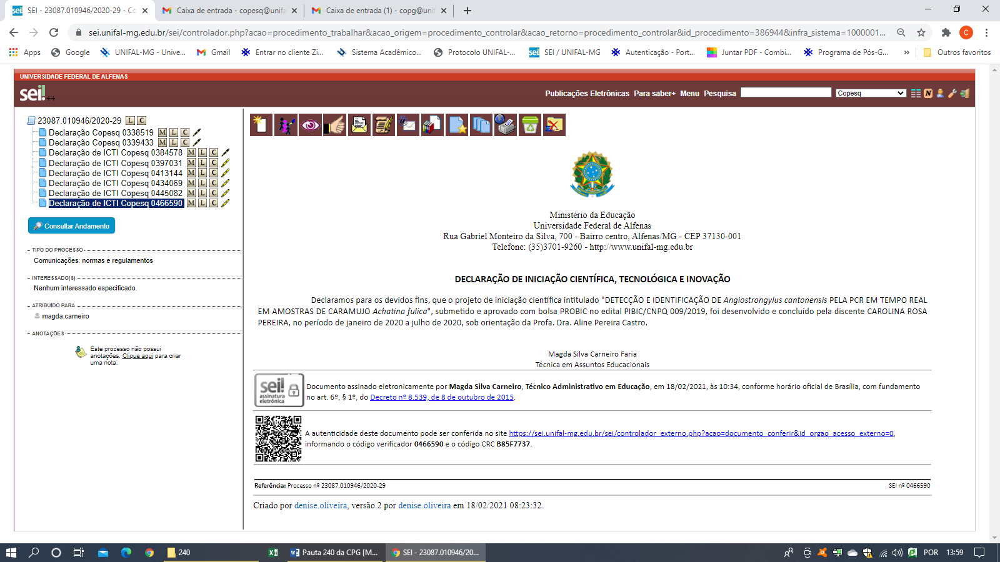 SEI - 23087.010946/2020-29 - Co
Caixa de entrada - copesq@unifa
Caixa de entrada (1) - copg@unif
sei.unifal-mg.edu.br/sei/controlador.php?acao=procedimento_trabalhar&acao_origem=procedimento_controlar&acao_retorno=procedimento_controlar&id_procedimento=386944&infra_sistema=1000001...
C
Apps
Google
UNIFAL-MG - Unive...
Gmail
Entrar no cliente Zi...
Sistema Acadêmico...
Protocolo UNIFAL-...
SEI / UNIFAL-MG
Autenticação - Port...
Juntar PDF - Combi...
Programa de Pós-G...
»
Outros favoritos
UNIVERSIDADE FEDERAL DE ALFENAS
sei! ++
Publicações Eletrônicas Para saber+ Menu Pesquisa
Copesq
N
23087.010946/2020-29 L C
Declaração Copesq 0338519 M L C
Declaração Copesq 0339433 M L C
Declaração de ICTI Copesq 0384578 M L C
Declaração de ICTI Copesq 0397031 M L C
Declaração de ICTI Copesq 0413144 M L C
Declaração de ICTI Copesq 0434069 M L C
Declaração de ICTI Copesq 0445082 M L C
Declaração de ICTI Copesq 0466590 M L C
Consultar Andamento
TIPO DO PROCESSO
Comunicações: normas e regulamentos
INTERESSADO(S)
Nenhum interessado especificado.
ATRIBUÍDO PARA
magda.carneiro
ANOTAÇÕES
Este processo não possui
anotações. Clique aqui para criar
uma nota.
Ministério da Educação
Universidade Federal de Alfenas
Rua Gabriel Monteiro da Silva, 700 - Bairro centro, Alfenas/MG - CEP 37130-001
Telefone: (35)3701-9260 - http://www.unifal-mg.edu.br
DECLARAÇÃO DE INICIAÇÃO CIENTÍFICA, TECNOLÓGICA E INOVAÇÃO
Declaramos para os devidos fins, que o projeto de iniciação científica intitulado "DETECÇÃO E IDENTIFICAÇÃO DE Angiostrongylus cantonensis PELA PCR EM TEMPO REAL
EM AMOSTRAS DE CARAMUJO Achatina fulica", submetido e aprovado com bolsa PROBIC no edital PIBIC/CNPQ 009/2019, foi desenvolvido e concluído pela discente CAROLINA ROSA
PEREIRA, no período de janeiro de 2020 a julho de 2020, sob orientação da Profa. Dra. Aline Pereira Castro.
Magda Silva Carneiro Faria
Técnica em Assuntos Educacionais
sei!
assinatura
eletrônica
Documento assinado eletronicamente por Magda Silva Carneiro, Técnico Administrativo em Educação, em 18/02/2021, às 10:34, conforme horário oficial de Brasília, com fundamento
no art. 6º, § 1º, do Decreto nº 8.539, de 8 de outubro de 2015.
A autenticidade deste documento pode ser conferida no site https://sei.unifal-mg.edu.br/sei/controlador_externo.php?acao=documento_conferir&id_orgao_acesso_externo=0,
informando o código verificador 0466590 e o código CRC B85F7737.
Referência: Processo nº 23087.010946/2020-29
SEI nº 0466590
Criado por denise.oliveira, versão 2 por denise.oliveira em 18/02/2021 08:23:32.
240
Pauta 240 da CPG [M...
SEI - 23087.010946/20...
POR
13:59